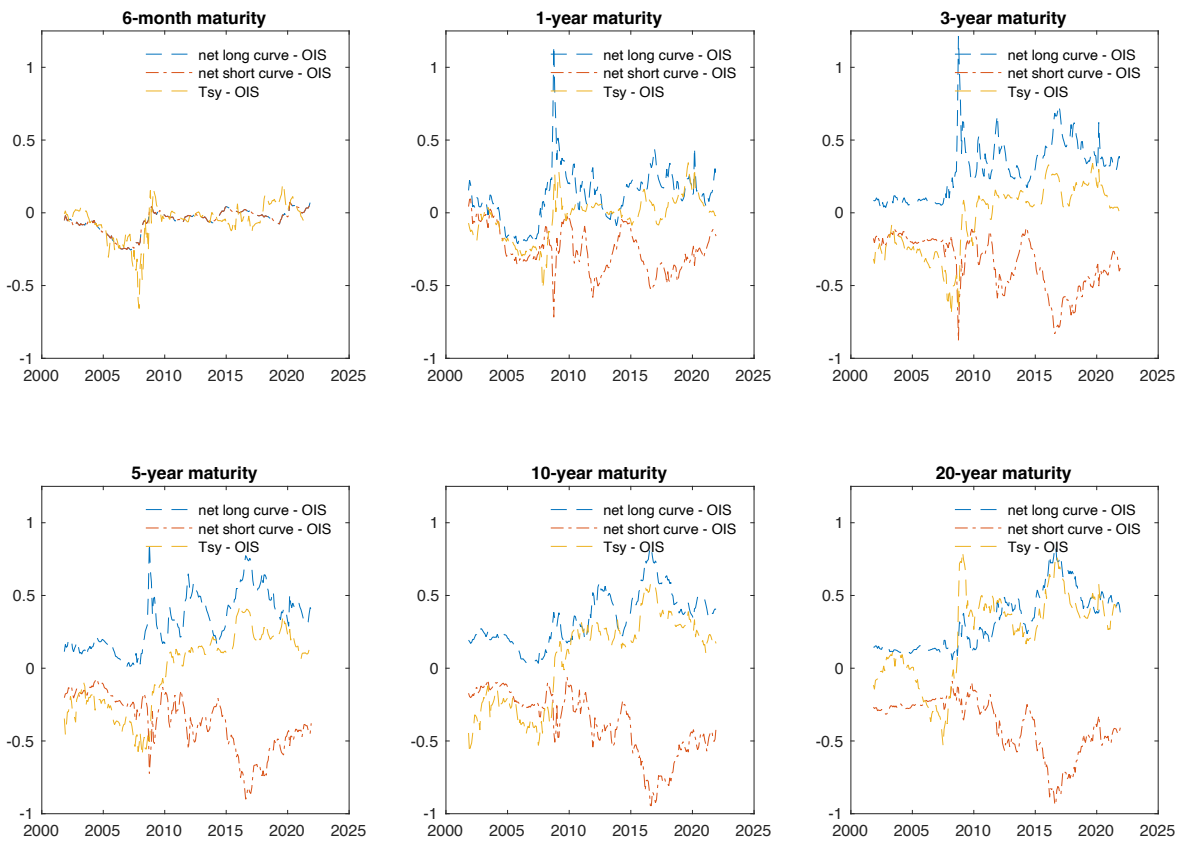 6-month maturity
net long curve - OIS
net short curve - OIS
Tsy - OIS
1
0.5
0
-0.5
-1
2000 2005 2010 2015 2020 2025
1-year maturity
net long curve - OIS
net short curve - OIS
Tsy - OIS
1
0.5
0
-0.5
-1
2000 2005 2010 2015 2020 2025
3-year maturity
net long curve - OIS
net short curve - OIS
Tsy - OIS
1
0.5
0
-0.5
-1
2000 2005 2010 2015 2020 2025
5-year maturity
net long curve - OIS
net short curve - OIS
Tsy - OIS
1
0.5
0
-0.5
-1
2000 2005 2010 2015 2020 2025
10-year maturity
net long curve - OIS
net short curve - OIS
Tsy - OIS
1
0.5
0
-0.5
-1
2000 2005 2010 2015 2020 2025
20-year maturity
net long curve - OIS
net short curve - OIS
Tsy - OIS
1
0.5
0
-0.5
-1
2000 2005 2010 2015 2020 2025